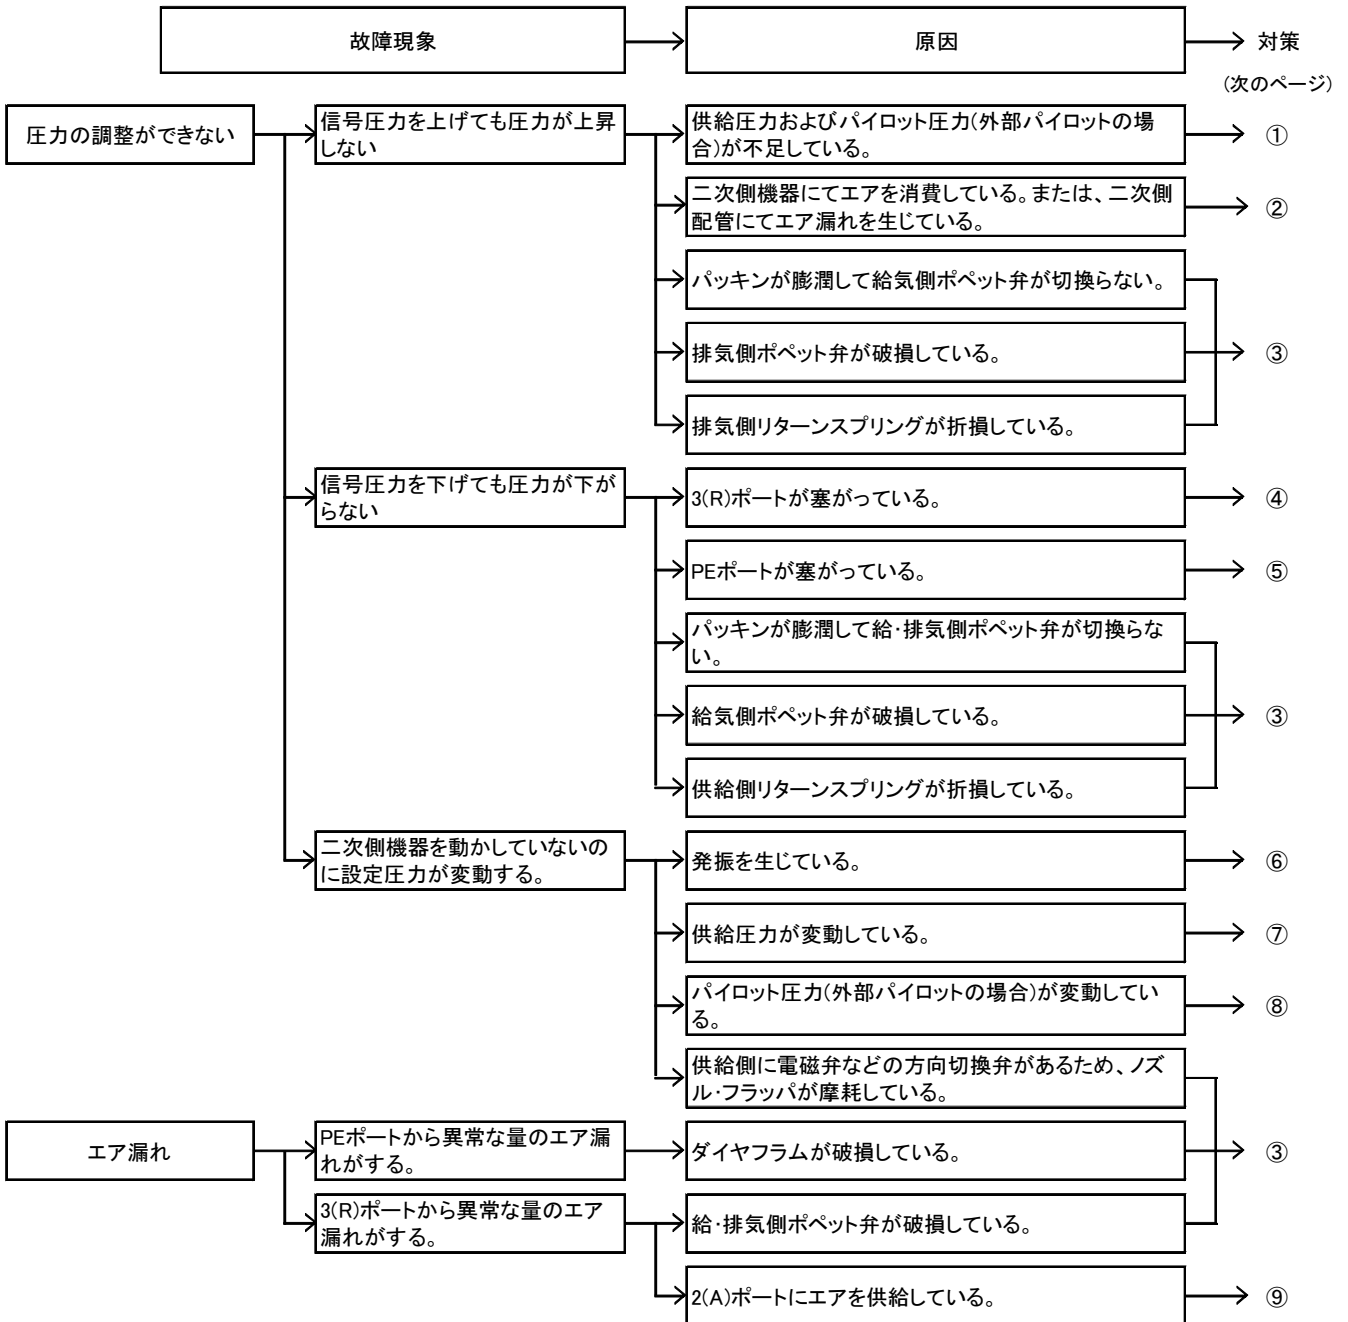 故障現象
原因
対策
(次のページ)
圧力の調整ができない
信号圧力を上げても圧力が上昇
しない
供給圧力およびパイロット圧力(外部パイロットの場
合)が不足している。
①
二次側機器にてエアを消費している。または、二次側
配管にてエア漏れを生じている。
②
パッキンが膨潤して給気側ポペット弁が切換らない。
排気側ポペット弁が破損している。
③
排気側リターンスプリングが折損している。
信号圧力を下げても圧力が下が
らない
3(R)ポートが塞がっている。
④
PEポートが塞がっている。
⑤
パッキンが膨潤して給・排気側ポペット弁が切換らな
い。
給気側ポペット弁が破損している。
③
供給側リターンスプリングが折損している。
二次側機器を動かしていないの
に設定圧力が変動する。
発振を生じている。
⑥
供給圧力が変動している。
⑦
パイロット圧力(外部パイロットの場合)が変動してい
る。
⑧
供給側に電磁弁などの方向切換弁があるため、ノズ
ル・フラッパが摩耗している。
エア漏れ
PEポートから異常な量のエア漏
れがする。
ダイヤフラムが破損している。
③
3(R)ポートから異常な量のエア
漏れがする。
給・排気側ポペット弁が破損している。
2(A)ポートにエアを供給している。
⑨